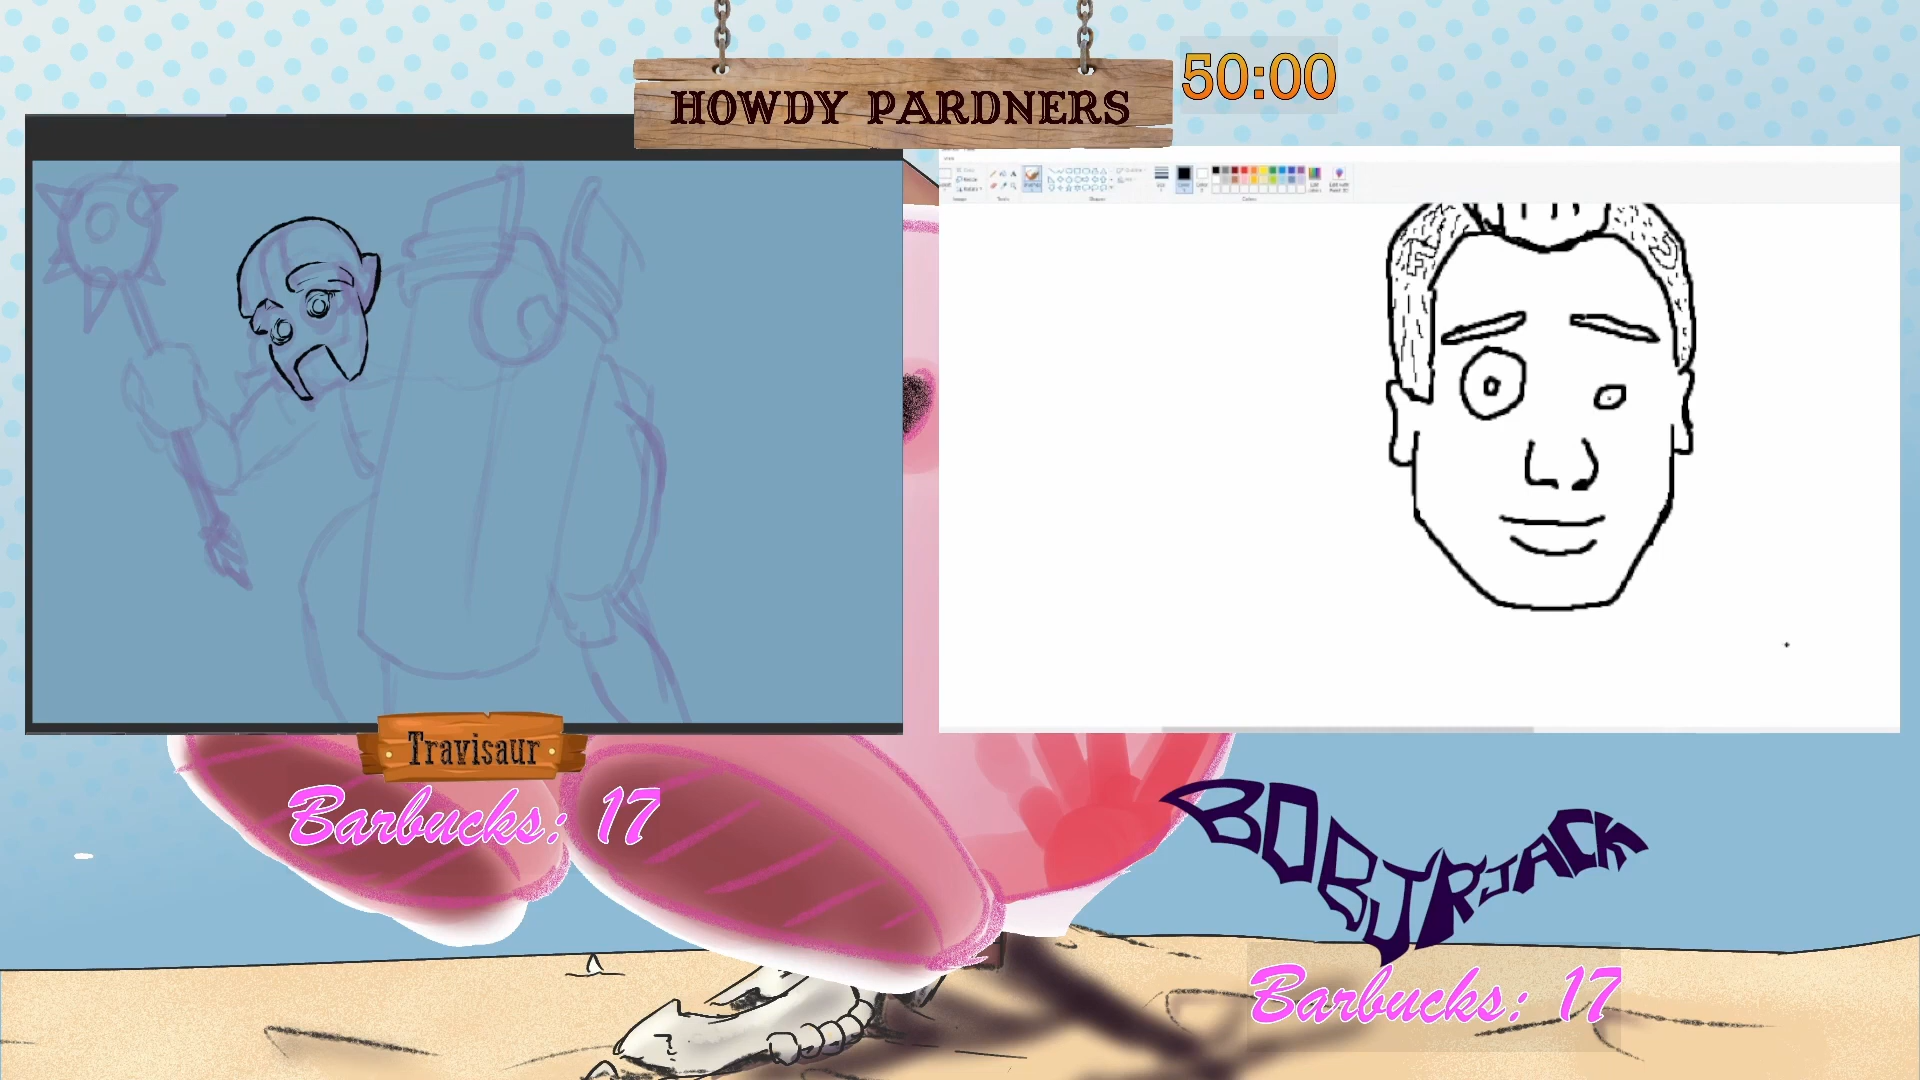 HOWDY PARDNERS
50:00
Travisaur
Barbucks: 17
BOBJRJACK
Barbucks: 17